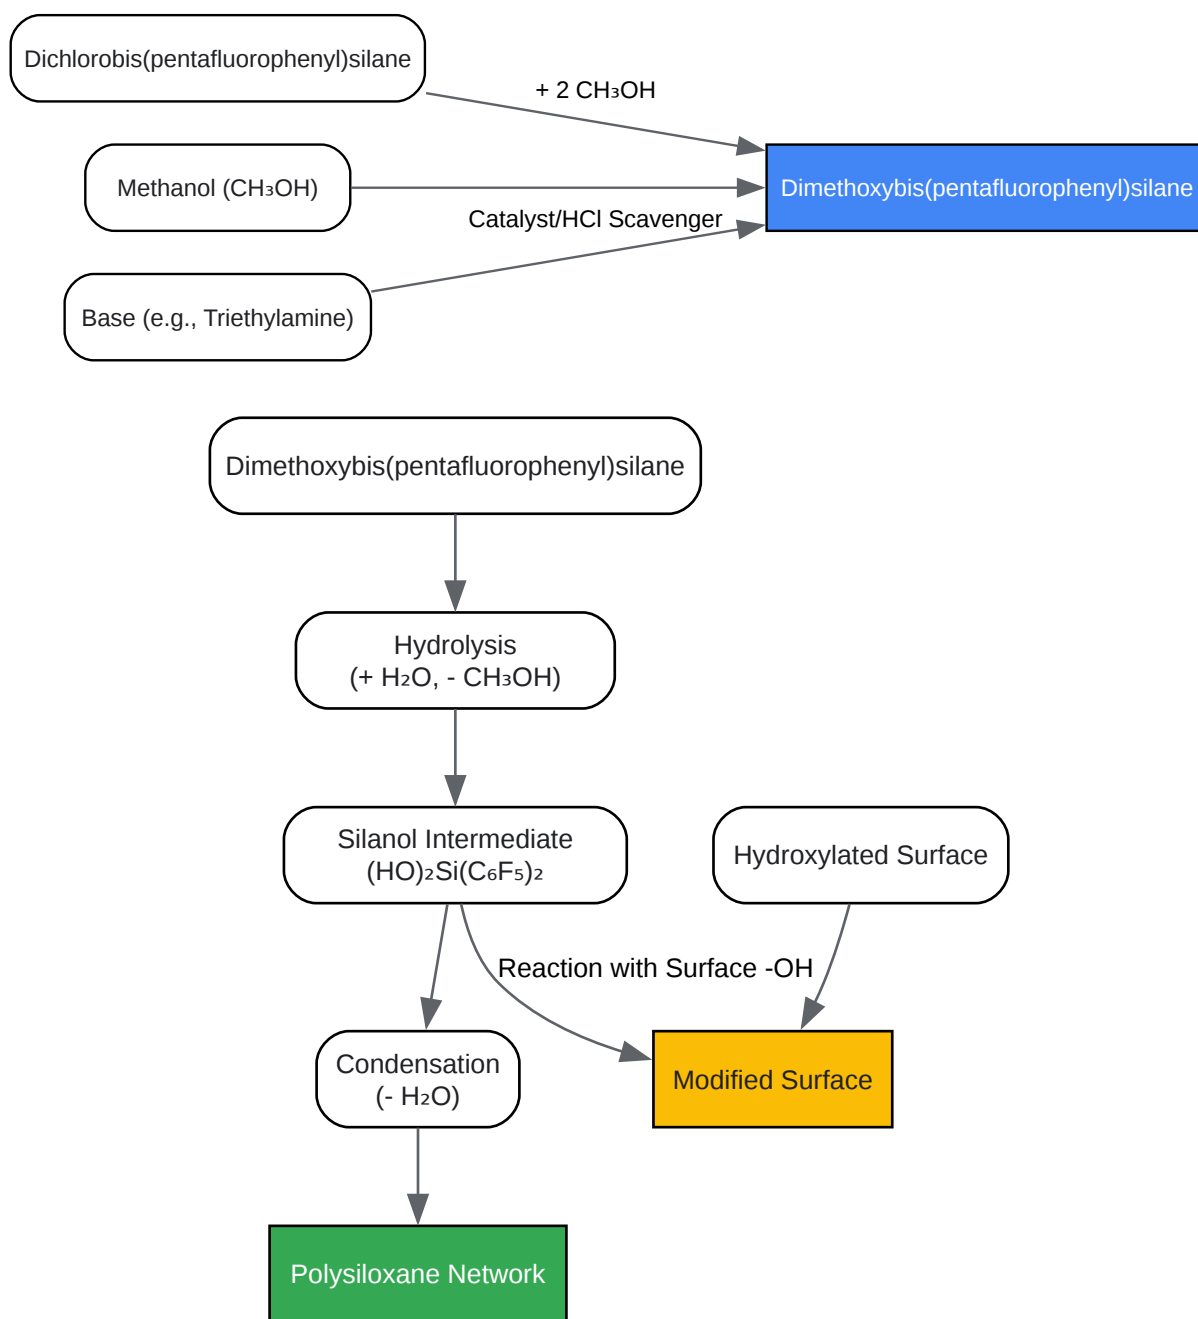 Dichlorobis(pentafluorophenyl)silane
+ 2 CH₃OH
Methanol (CH₃OH)
Dimethoxybis(pentafluorophenyl)silane
Catalyst/HCl Scavenger
Base (e.g., Triethylamine)
Dimethoxybis(pentafluorophenyl)silane
Hydrolysis
(+ H₂O, - CH₃OH)
Silanol Intermediate
(HO)₂Si(C₆F₅)₂
Hydroxylated Surface
Reaction with Surface -OH
Condensation
(- H₂O)
Modified Surface
Polysiloxane Network